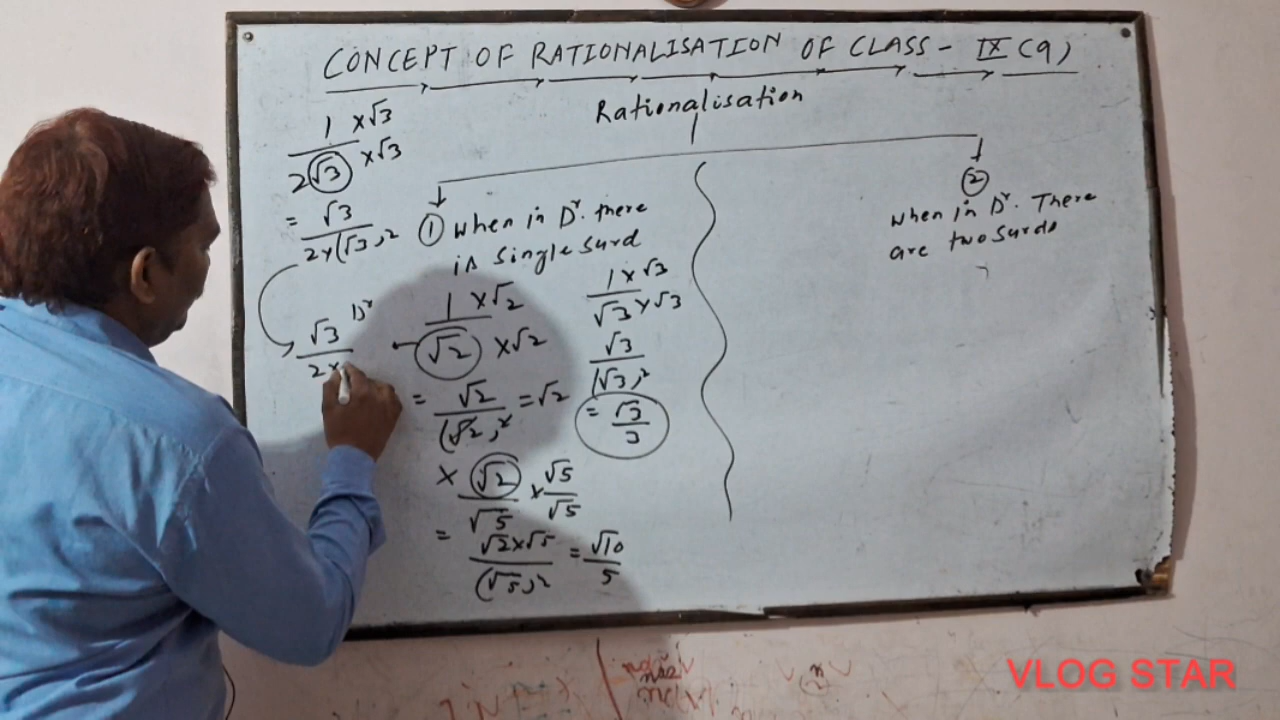 CONCEPT OF RATIONALISATION OF CLASS - IX (9)
Rationalisation
1 × √3
2√3 × √3
= √3
2×(√3)²
√3 Dr
2×
① when in Dr. there
is single surd
1 × √2
√2 × √2
= √2 = √2
(√2)²
× √2 × √5
√5 √5
= √2×√5 = √10
(√5)² 5
1 × √3
√3 × √3
√3
(√3)²
= √3
3
②
when in Dr. There
are two surds
VLOG STAR